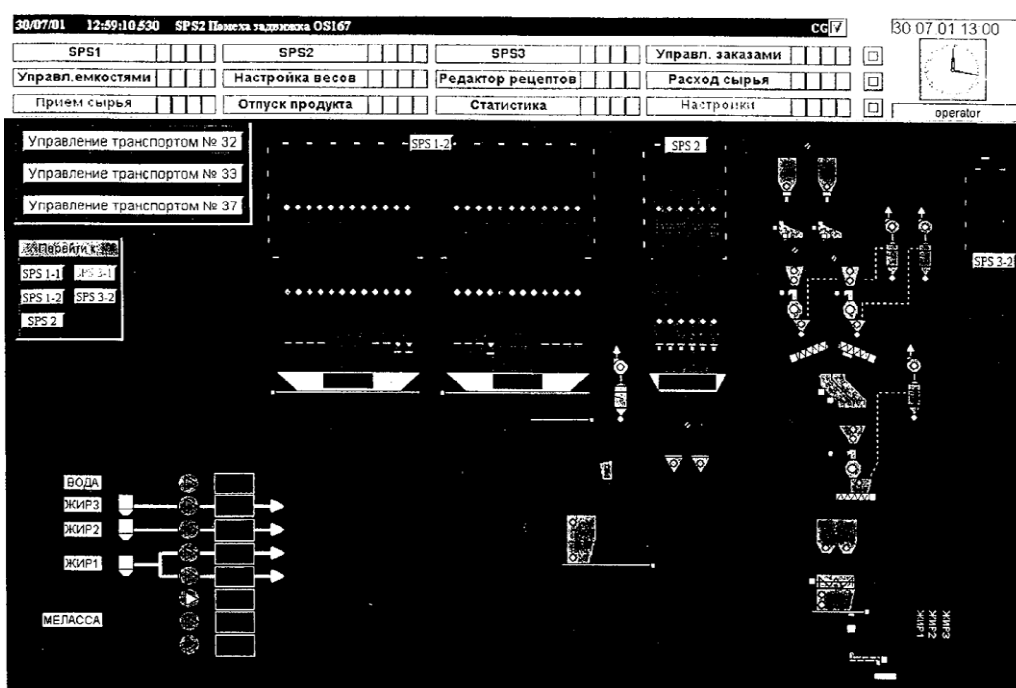 30/07/01 12:59:10.530 SPS2 Помеха задвижка OS167 CG
30 07 01 13:00
SPS1 SPS2 SPS3 Управл. заказами
Управл.емкостями Настройка весов Редактор рецептов Расход сырья
Прием сырья Отпуск продукта Статистика Настройки
operator
Управление транспортом № 32
Управление транспортом № 33
Управление транспортом № 37
SPS 1-2
SPS 2
SPS 3-2
Перейти к
SPS 1-1 SPS 3-1
SPS 1-2 SPS 3-2
SPS 2
ВОДА
ЖИР3
ЖИР2
ЖИР1
МЕЛАССА
ЖИР1
ЖИР2
ЖИР3